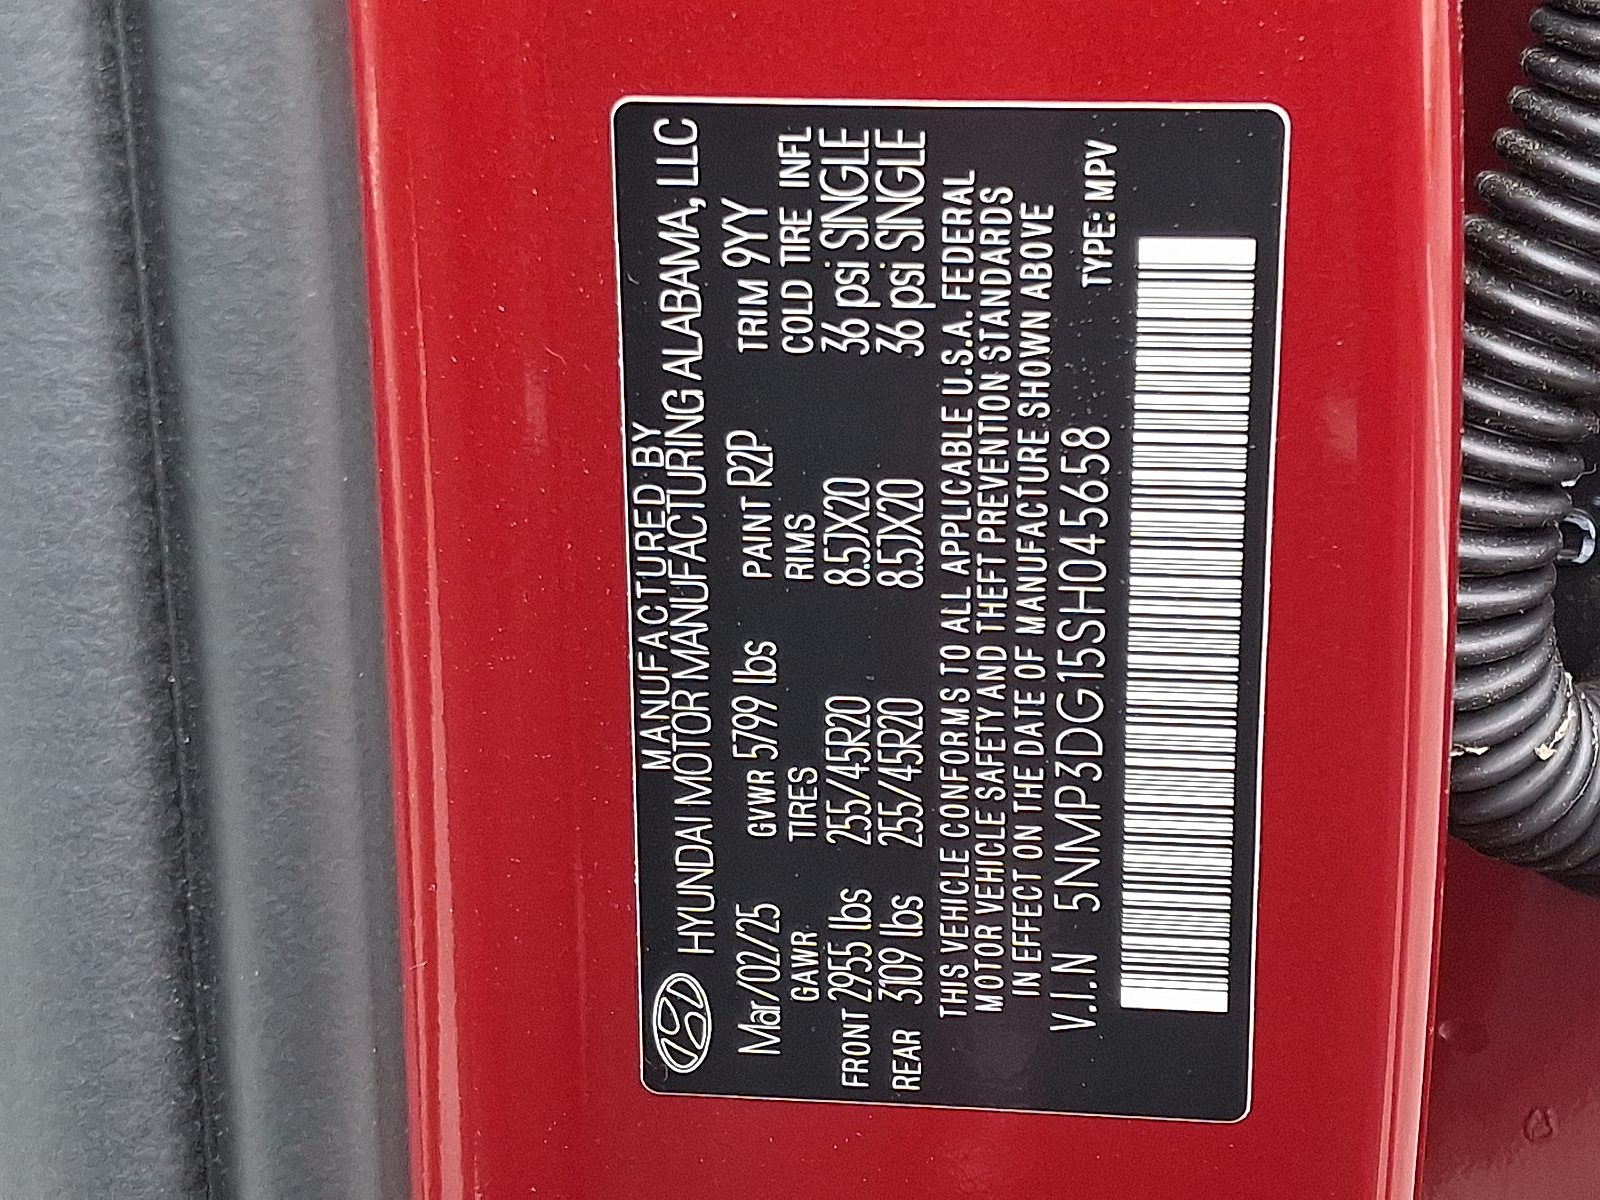 MANUFACTURED BY
HYUNDAI MOTOR MANUFACTURING ALABAMA, LLC
Mar/02/25 GVWR 5799 lbs PAINT R2P TRIM 9YY
GAWR TIRES RIMS COLD TIRE INFL
FRONT 2955 lbs 255/45R20 8.5JX20 36 psi SINGLE
REAR 3109 lbs 255/45R20 8.5JX20 36 psi SINGLE
THIS VEHICLE CONFORMS TO ALL APPLICABLE U.S.A. FEDERAL
MOTOR VEHICLE SAFETY AND THEFT PREVENTION STANDARDS
IN EFFECT ON THE DATE OF MANUFACTURE SHOWN ABOVE
V.I.N 5NMP3DG15SH045658 TYPE: MPV